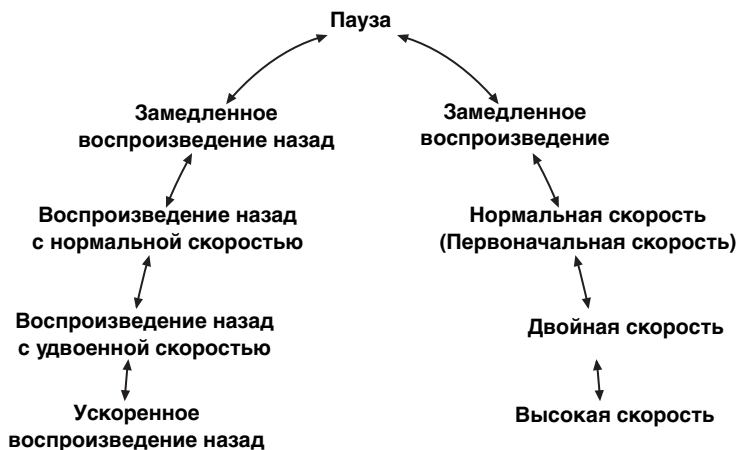 Пауза
Замедленное
воспроизведение назад
Замедленное
воспроизведение
Воспроизведение назад
с нормальной скоростью
Нормальная скорость
(Первоначальная скорость)
Воспроизведение назад
с удвоенной скоростью
Двойная скорость
Ускоренное
воспроизведение назад
Высокая скорость